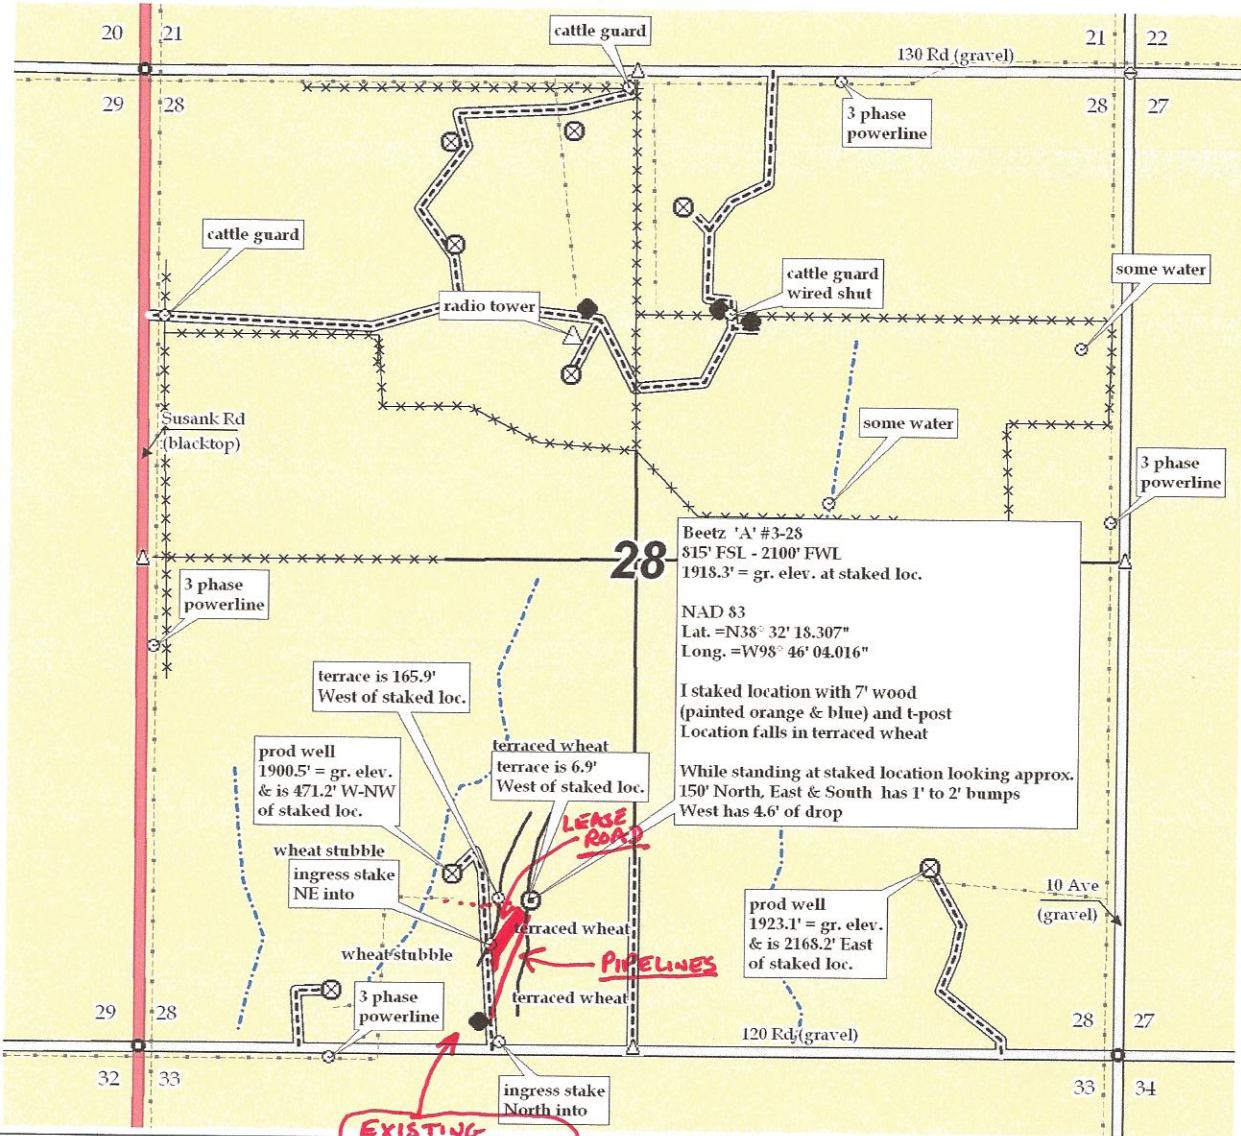 20 21
21 22
cattle guard
130 Rd (gravel)
29 28
28 27
3 phase
powerline
cattle guard
some water
cattle guard
wired shut
radio tower
Susank Rd
(blacktop)
some water
3 phase
powerline
28
Beetz 'A' #3-28
815' FSL - 2100' FWL
1918.3' = gr. elev. at staked loc.
NAD 83
Lat. =N38° 32' 18.307"
Long. =W98° 46' 04.016"
I staked location with 7' wood
(painted orange & blue) and t-post
Location falls in terraced wheat
While standing at staked location looking approx.
150' North, East & South has 1' to 2' bumps
West has 4.6' of drop
3 phase
powerline
terrace is 165.9'
West of staked loc.
prod well
1900.5' = gr. elev.
& is 471.2' W-NW
of staked loc.
terraced wheat
terrace is 6.9'
West of staked loc.
LEASE
ROAD
wheat stubble
ingress stake
NE into
10 Ave
(gravel)
prod well
1923.1' = gr. elev.
& is 2168.2' East
of staked loc.
terraced wheat
wheat stubble
PIPELINES
terraced wheat
3 phase
powerline
29 28
28 27
120 Rd (gravel)
32 33
33 34
ingress stake
North into
EXISTING